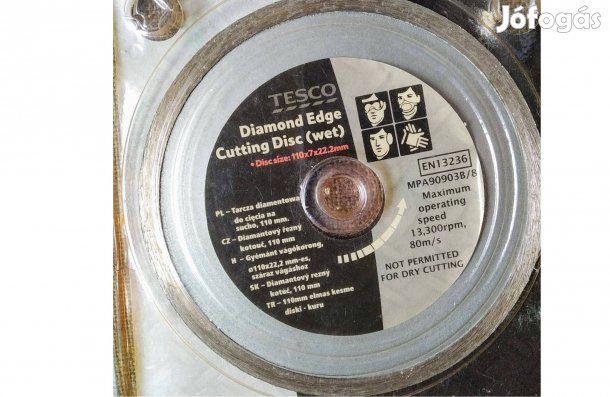 Jófogás
TESCO
Diamond Edge
Cutting Disc (wet)
• Disc size: 110x7x22.2mm
PL – Tarcza diamentowa
do cięcia na
sucho, 110 mm.
CZ – Diamantový řezný
kotouč, 110 mm
H – Gyémánt vágókorong,
ø110x22,2 mm-es,
száraz vágáshoz
SK – Diamantový rezný
kotúč, 110 mm
TR – 110mm elmas kesme
diski - kuru
EN13236
MPA90903B/8
Maximum
operating
speed
13,300rpm,
80m/s
NOT PERMITTED
FOR DRY CUTTING